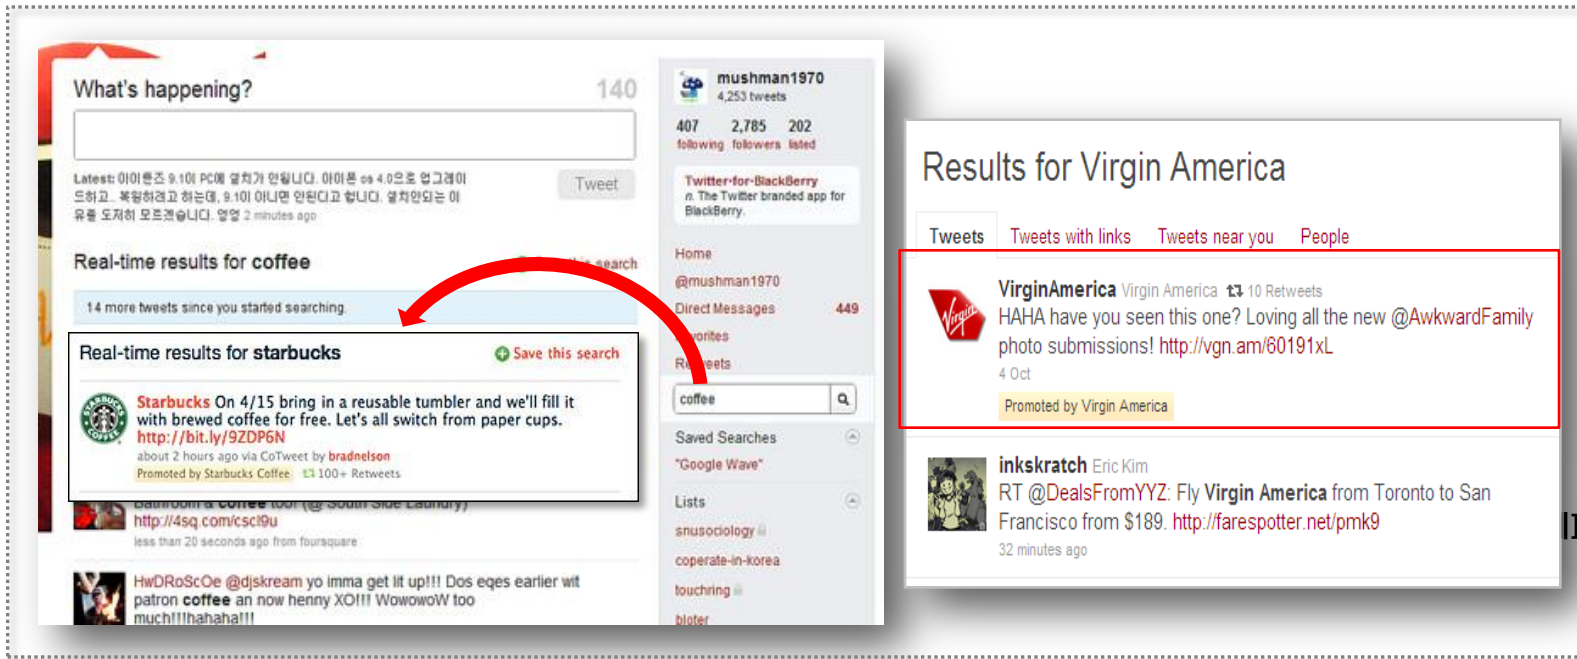 What's happening?
140
Latest: 아이튠즈 9.1이 PC에 설치가 안됩니다. 아이폰 os 4.0으로 업그레이
드하고.. 복원하려고 하는데, 9.1이 아니면 안된다고 합니다. 설치안되는 이
유를 도저히 모르겠습니다. 엉엉 2 minutes ago
Tweet
Real-time results for coffee
this search
14 more tweets since you started searching.
Real-time results for starbucks
Save this search
Starbucks On 4/15 bring in a reusable tumbler and we'll fill it
with brewed coffee for free. Let's all switch from paper cups.
http://bit.ly/9ZDP6N
about 2 hours ago via CoTweet by bradnelson
Promoted by Starbucks Coffee 100+ Retweets
Bathroom & coffee too! (@ South Side Laundry)
http://4sq.com/cscl9u
less than 20 seconds ago from foursquare
HwDRoScOe @djskream yo imma get lit up!!! Dos eqes earlier wit
patron coffee an now henny XO!!! WowowoW too
much!!!hahaha!!!
mushman1970
4,253 tweets
407 2,785 202
following followers listed
Twitter-for-BlackBerry
n. The Twitter branded app for
BlackBerry.
Home
@mushman1970
Direct Messages 449
Favorites
Retweets
coffee
Saved Searches
"Google Wave"
Lists
snusociology
coperate-in-korea
touchring
bloter
Results for Virgin America
Tweets Tweets with links Tweets near you People
VirginAmerica Virgin America 10 Retweets
HAHA have you seen this one? Loving all the new @AwkwardFamily
photo submissions! http://vgn.am/60191xL
4 Oct
Promoted by Virgin America
inkskratch Eric Kim
RT @DealsFromYYZ: Fly Virgin America from Toronto to San
Francisco from $189. http://farespotter.net/pmk9
32 minutes ago